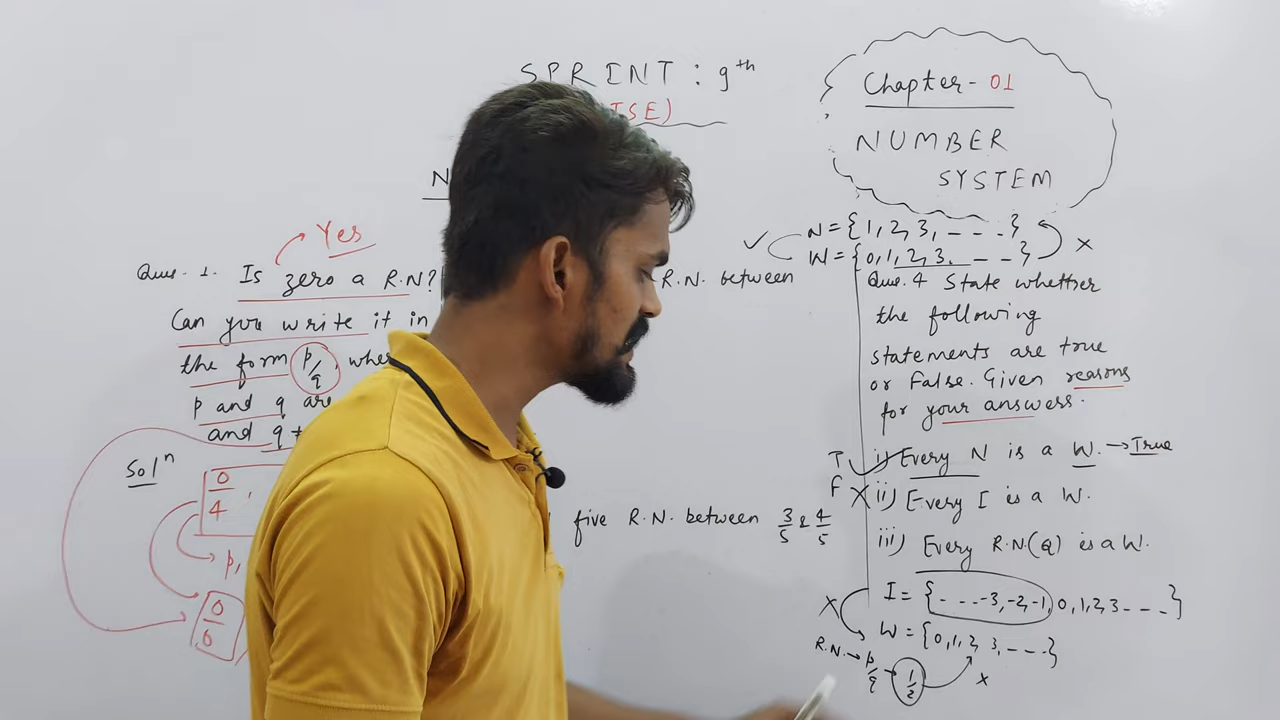 SPRINT : 9th
ISE)
N
Chapter- 01
NUMBER
SYSTEM
Yes
Ques. 1. Is zero a R.N?
Can you write it in
the form p/q whe
p and q are
and q
Solⁿ
0/4 ,
p,
0/6
R.N. between
five R.N. between 3/5 & 4/5
✓ N = {1, 2, 3, - - - -} X
W = {0, 1, 2, 3, - - -}
Ques. 4 State whether
the following
statements are true
or False. Given reasons
for your answers.
T ✓ i) Every N is a W. → True
F X ii) Every I is a W.
iii) Every R.N(Q) is a W.
I = {- - - -3, -2, -1, 0, 1, 2, 3 - - - -}
X W = {0, 1, 2, 3, - - - -}
R.N. → p/q → 1/2 X